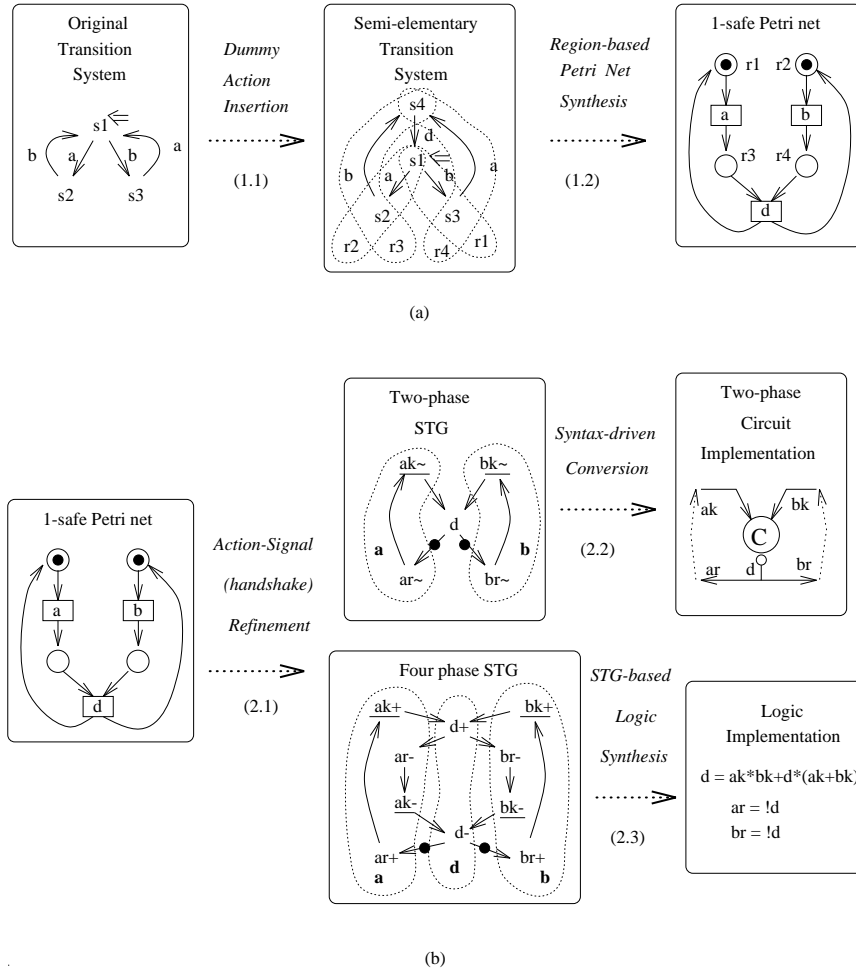 Original
Transition
System
s1
b
a
b
a
s2
s3
Dummy
Action
Insertion
(1.1)
Semi-elementary
Transition
System
s4
d
s1
b
a
b
a
s2
s3
r2
r3
r4
r1
Region-based
Petri Net
Synthesis
(1.2)
1-safe Petri net
r1
r2
a
b
r3
r4
d
(a)
1-safe Petri net
a
b
d
Action-Signal
(handshake)
Refinement
(2.1)
Two-phase
STG
ak~
bk~
d
a
b
ar~
br~
Syntax-driven
Conversion
(2.2)
Two-phase
Circuit
Implementation
ak
bk
C
ar
d
br
Four phase STG
ak+
bk+
d+
ar-
br-
ak-
bk-
d-
ar+
br+
a
d
b
STG-based
Logic
Synthesis
(2.3)
Logic
Implementation
d = ak*bk+d*(ak+bk)
ar = !d
br = !d
(b)